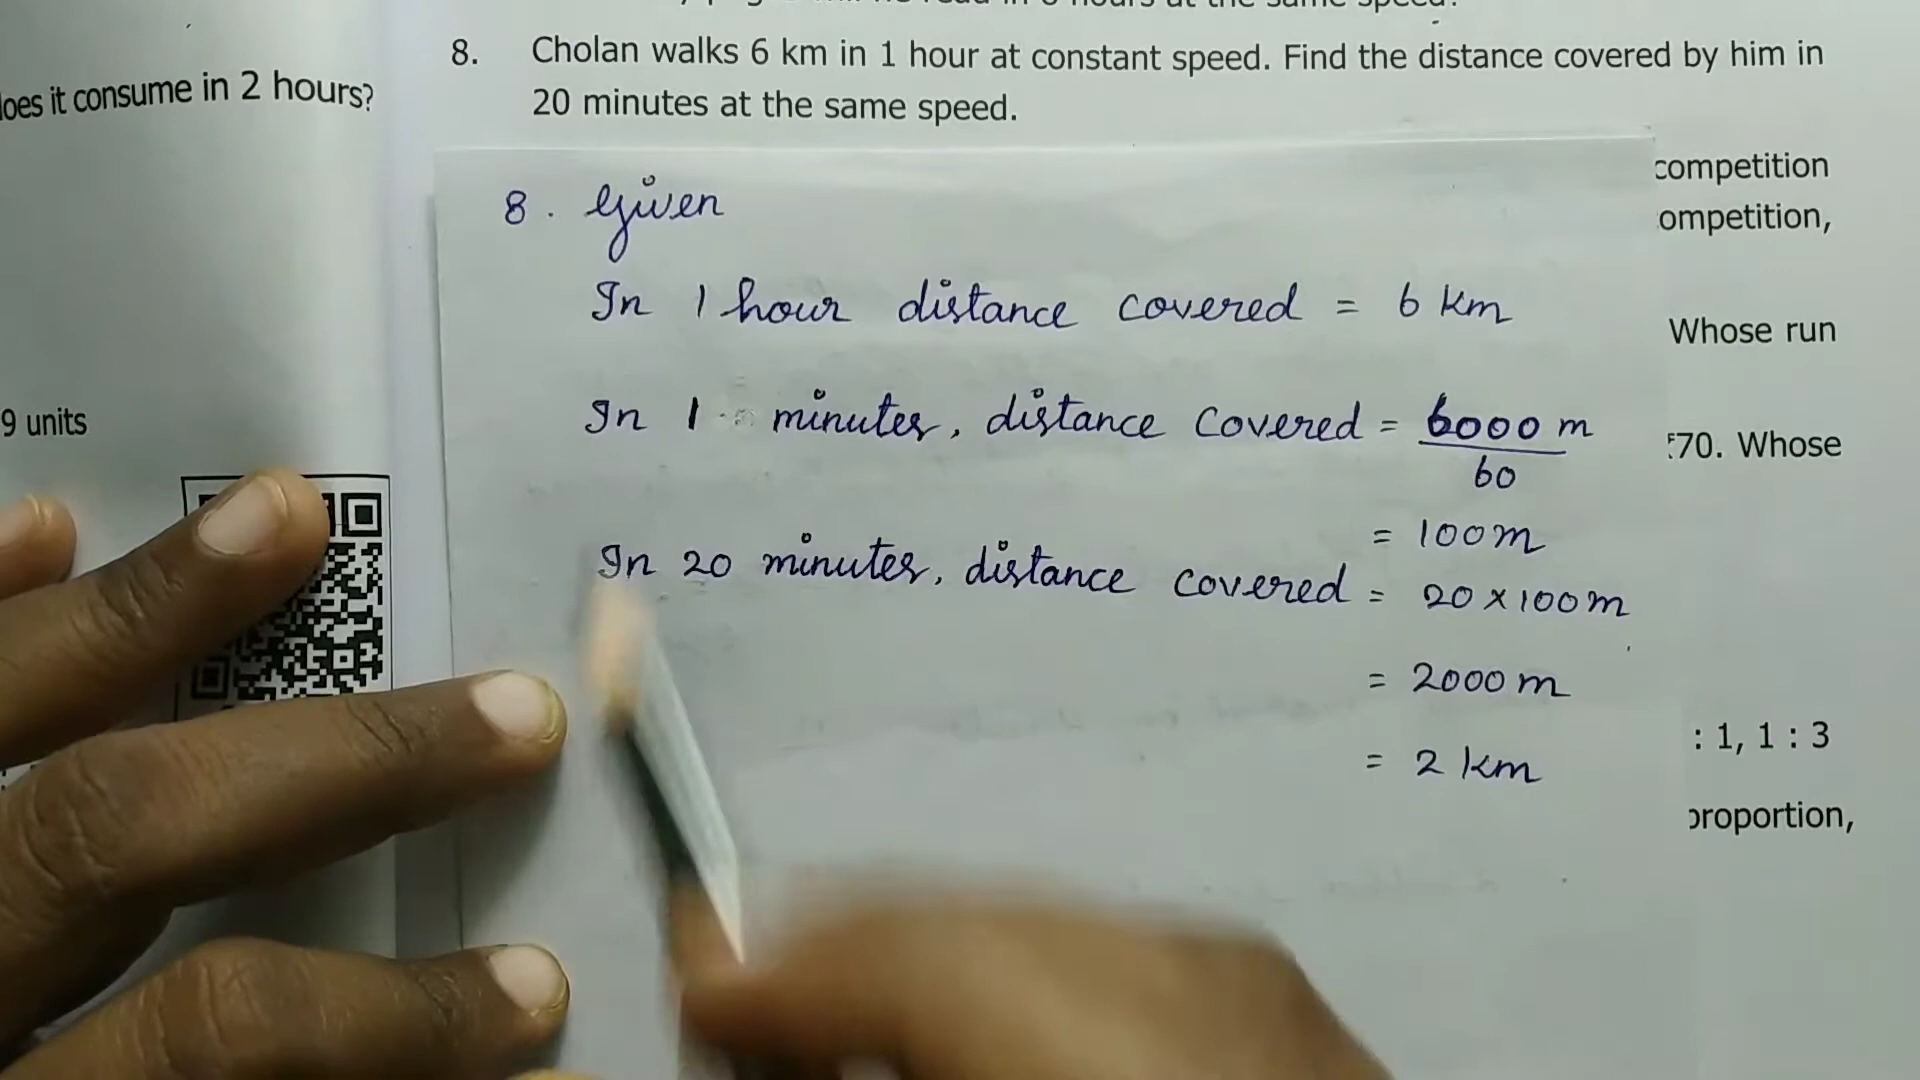 does it consume in 2 hours?
9 units
8. Cholan walks 6 km in 1 hour at constant speed. Find the distance covered by him in
20 minutes at the same speed.
competition
ompetition,
Whose run
70. Whose
: 1, 1 : 3
proportion,
8. Given
In 1 hour distance covered = 6 km
In 1 minutes, distance covered = 6000 m
60
= 100m
In 20 minutes, distance covered = 20 x 100m
= 2000 m
= 2 km